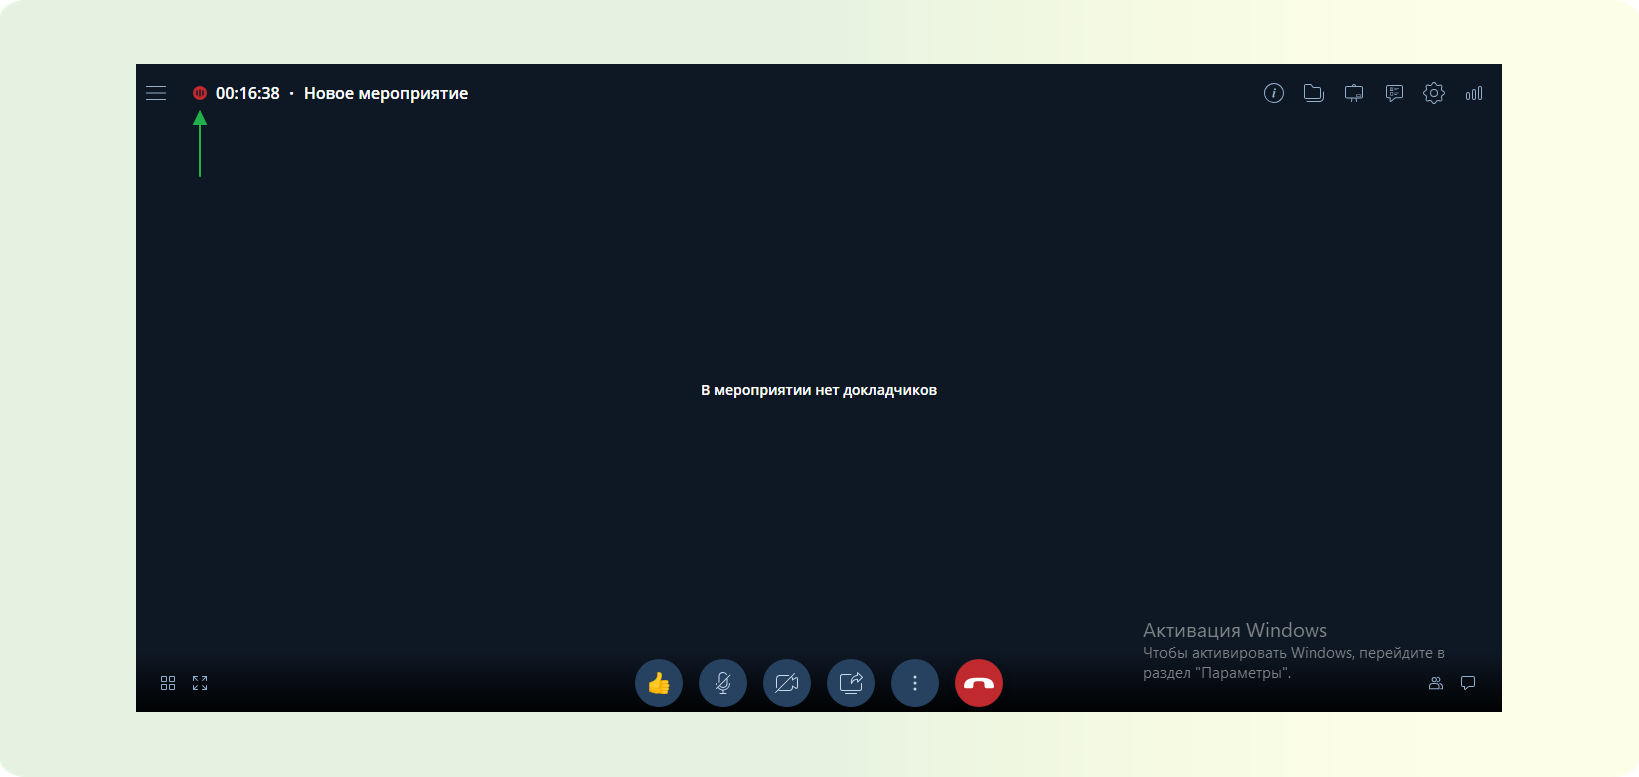 00:16:38 · Новое мероприятие
В мероприятии нет докладчиков
Активация Windows
Чтобы активировать Windows, перейдите в
раздел "Параметры".